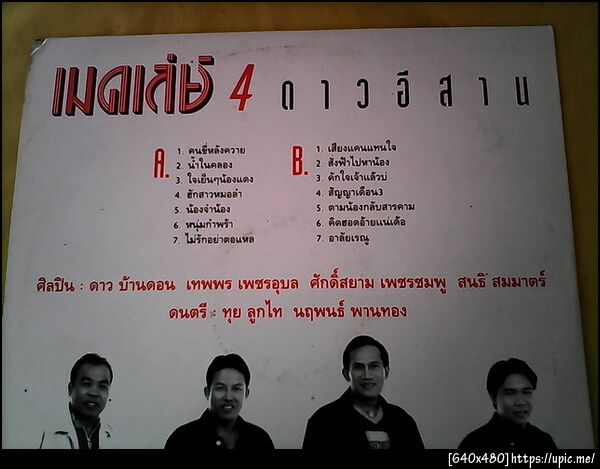 เมดเล่ย์ 4 ดาวอีสาน
A.
1. คนขี่หลังควาย
2. น้ำในคลอง
3. ใจเย็นๆน้องแดง
4. ฮักสาวหมอลำ
5. น้องจ๋าน้อง
6. หนุ่มกำพร้า
7. ไม่รักอย่าตอแหล
B.
1. เสียงแคนแทนใจ
2. สั่งฟ้าไปหาน้อง
3. คักใจเจ้าแล้วบ่
4. สัญญาเดือน3
5. ตามน้องกลับสารคาม
6. คิดฮอดอ้ายแน่เด้อ
7. อาลัยเรณู
ศิลปิน : ดาว บ้านดอน เทพพร เพชรอุบล ศักดิ์สยาม เพชรชมพู สนธิ สมมาตร์
ดนตรี : ทุย ลูกไท นฤพนธ์ พานทอง
[640x480]https://upic.me/